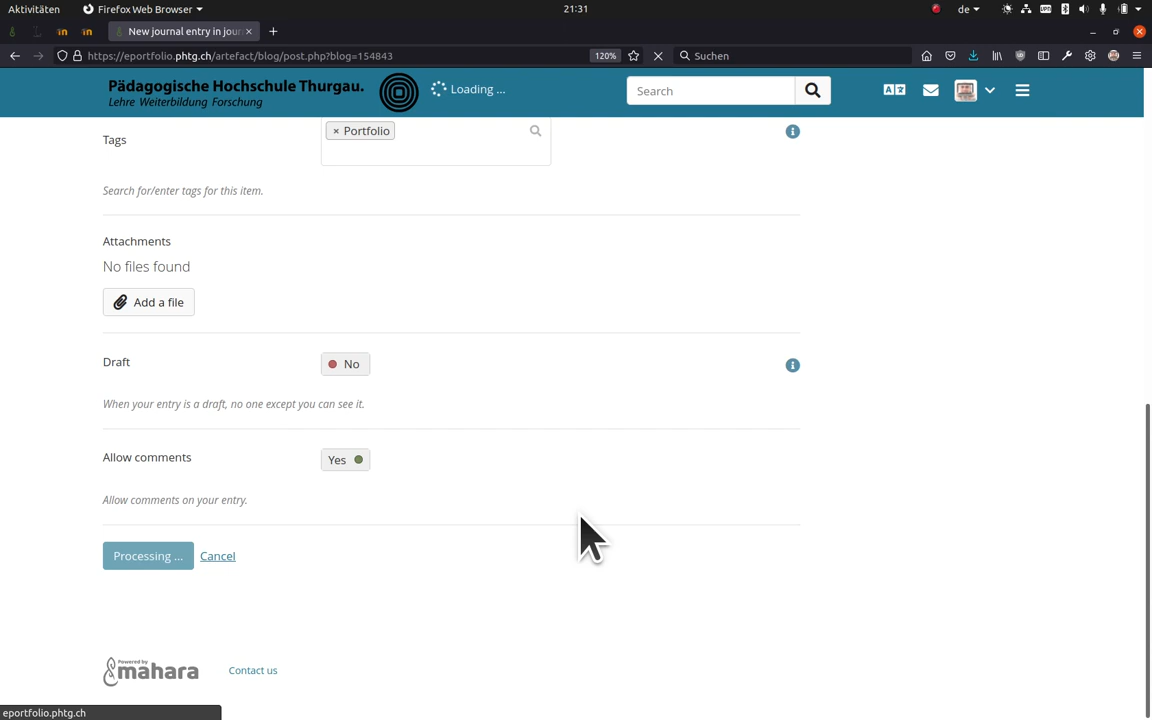 Aktivitäten
Firefox Web Browser
21:31
de
New journal entry in jour
https://eportfolio.phtg.ch/artefact/blog/post.php?blog=154843
120%
Suchen
Pädagogische Hochschule Thurgau.
Lehre Weiterbildung Forschung
Loading ...
Search
Tags
× Portfolio
Search for/enter tags for this item.
Attachments
No files found
Add a file
Draft
No
When your entry is a draft, no one except you can see it.
Allow comments
Yes
Allow comments on your entry.
Processing ...
Cancel
Powered by
mahara
Contact us
eportfolio.phtg.ch